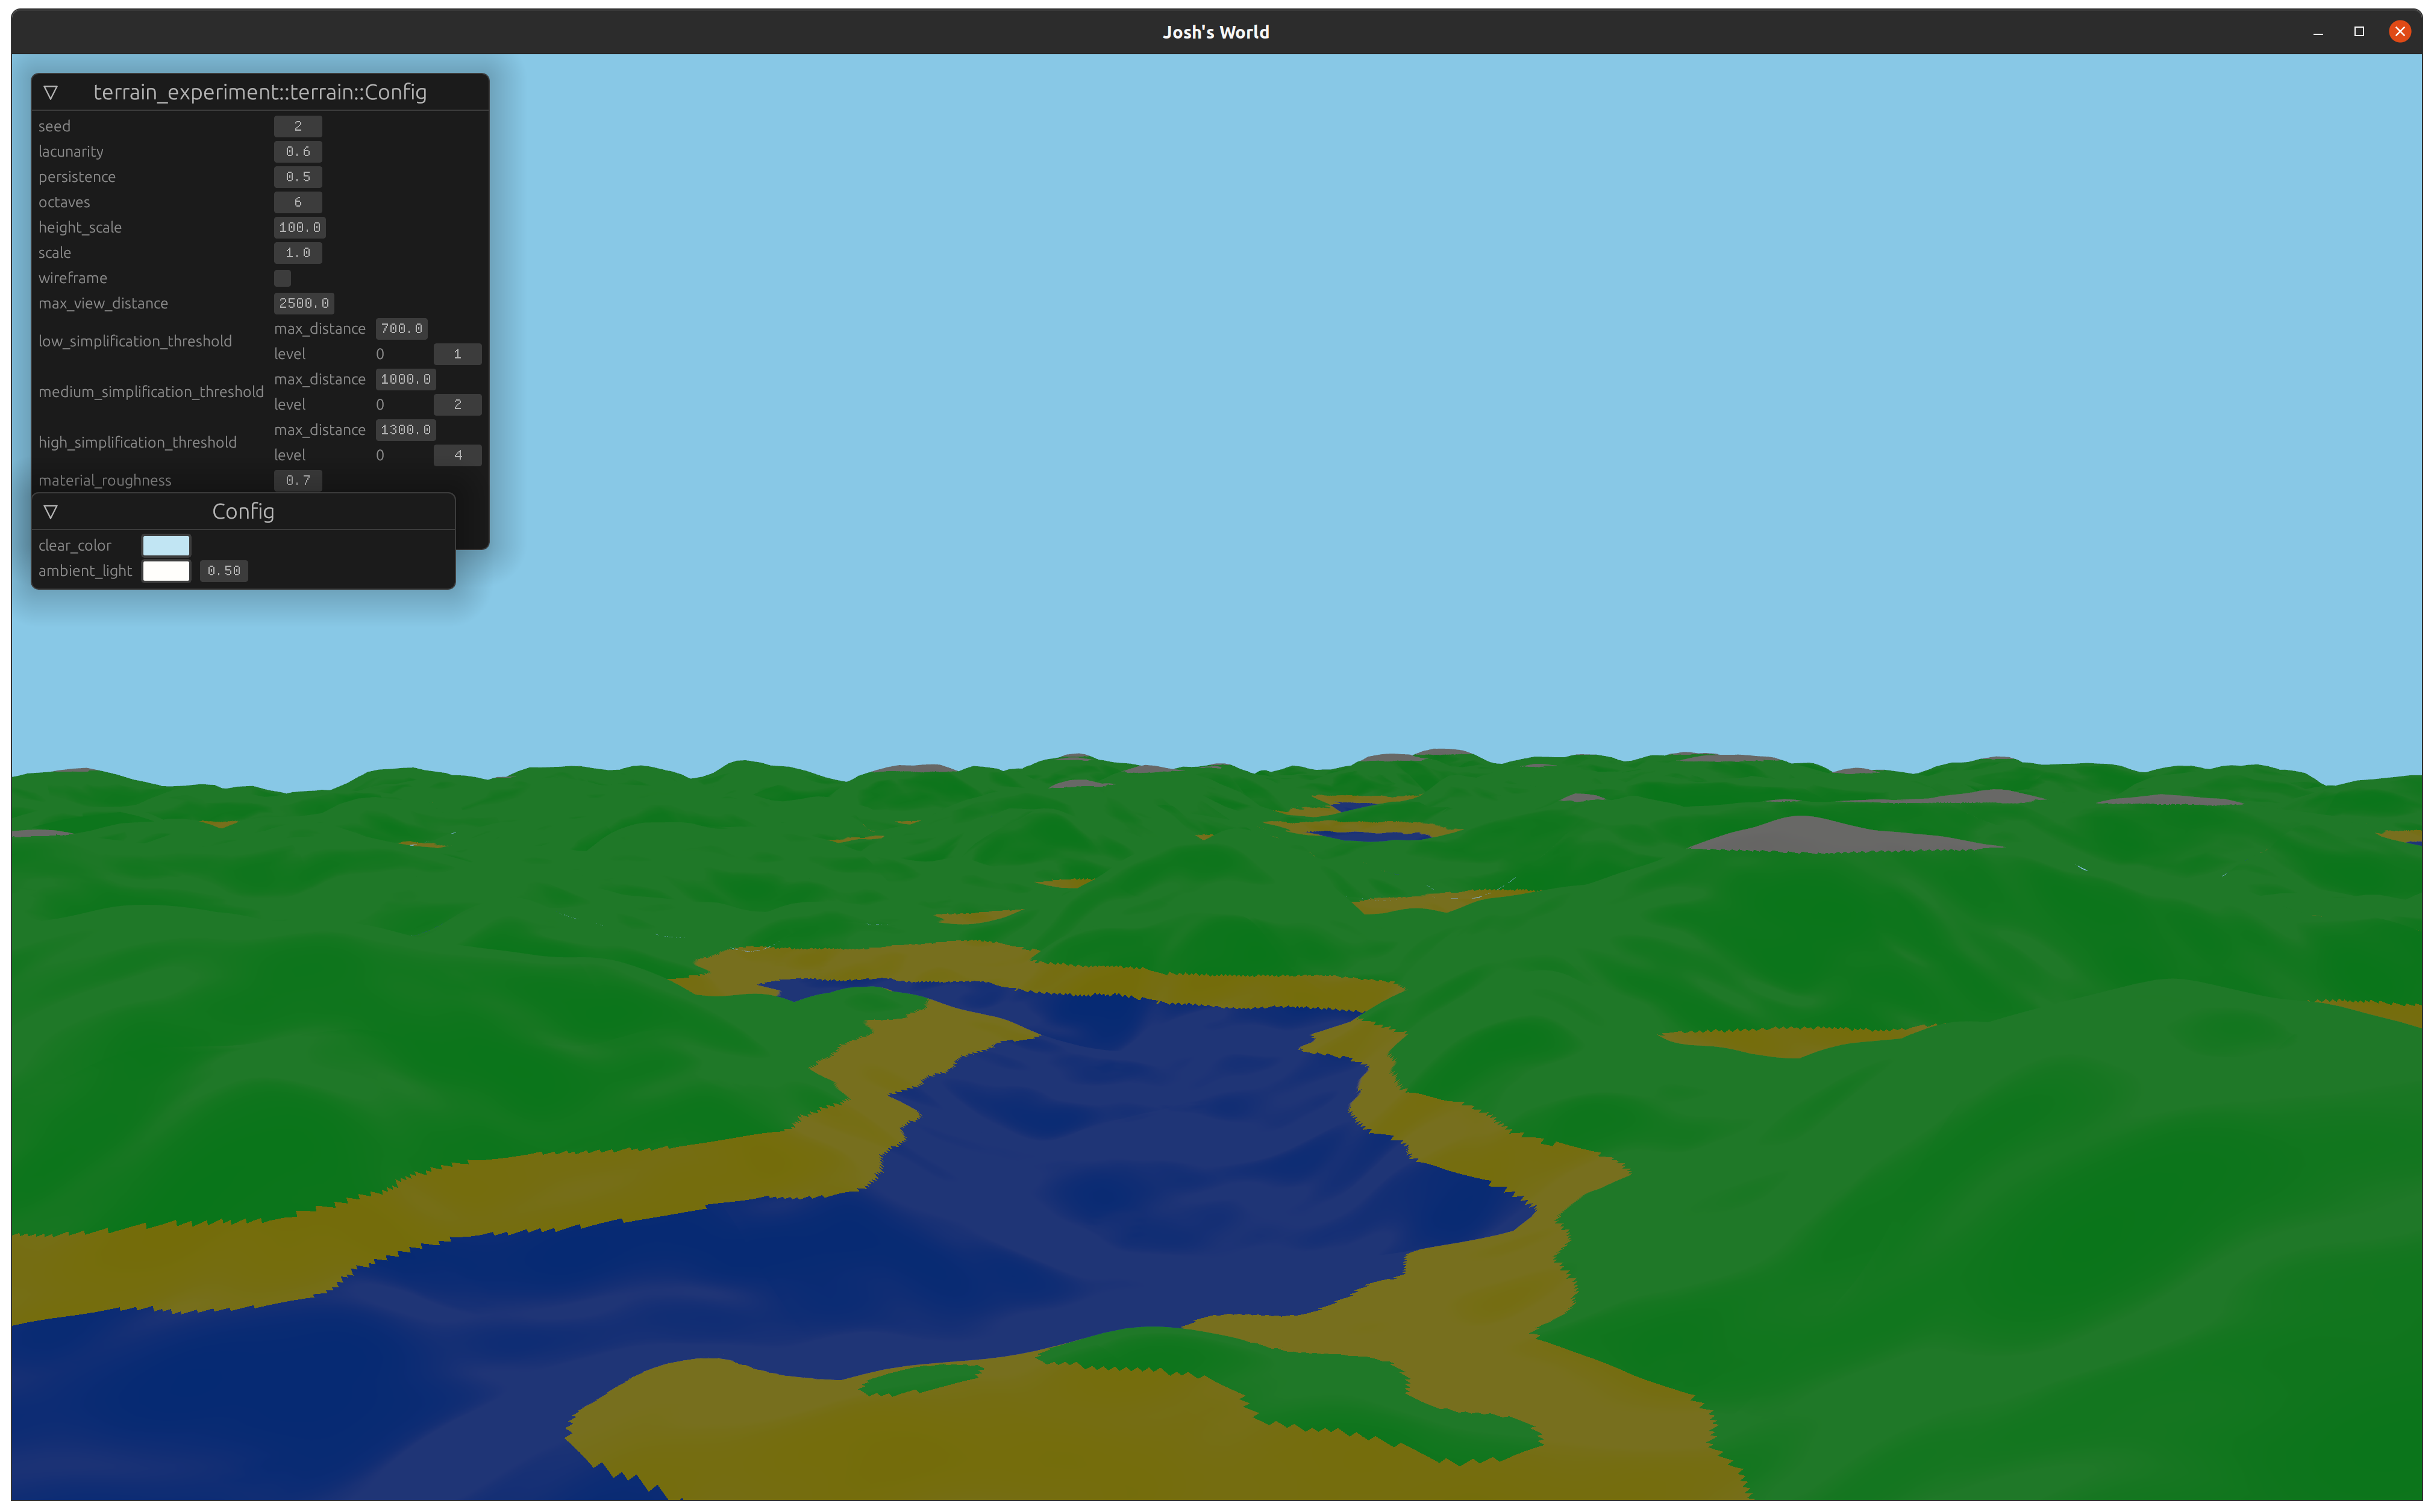 Josh's World
terrain_experiment::terrain::Config
seed 2
lacunarity 0.6
persistence 0.5
octaves 6
height_scale 100.0
scale 1.0
wireframe
max_view_distance 2500.0
low_simplification_threshold
max_distance 700.0
level 0 1
medium_simplification_threshold
max_distance 1000.0
level 0 2
high_simplification_threshold
max_distance 1300.0
level 0 4
material_roughness 0.7
Config
clear_color
ambient_light 0.50